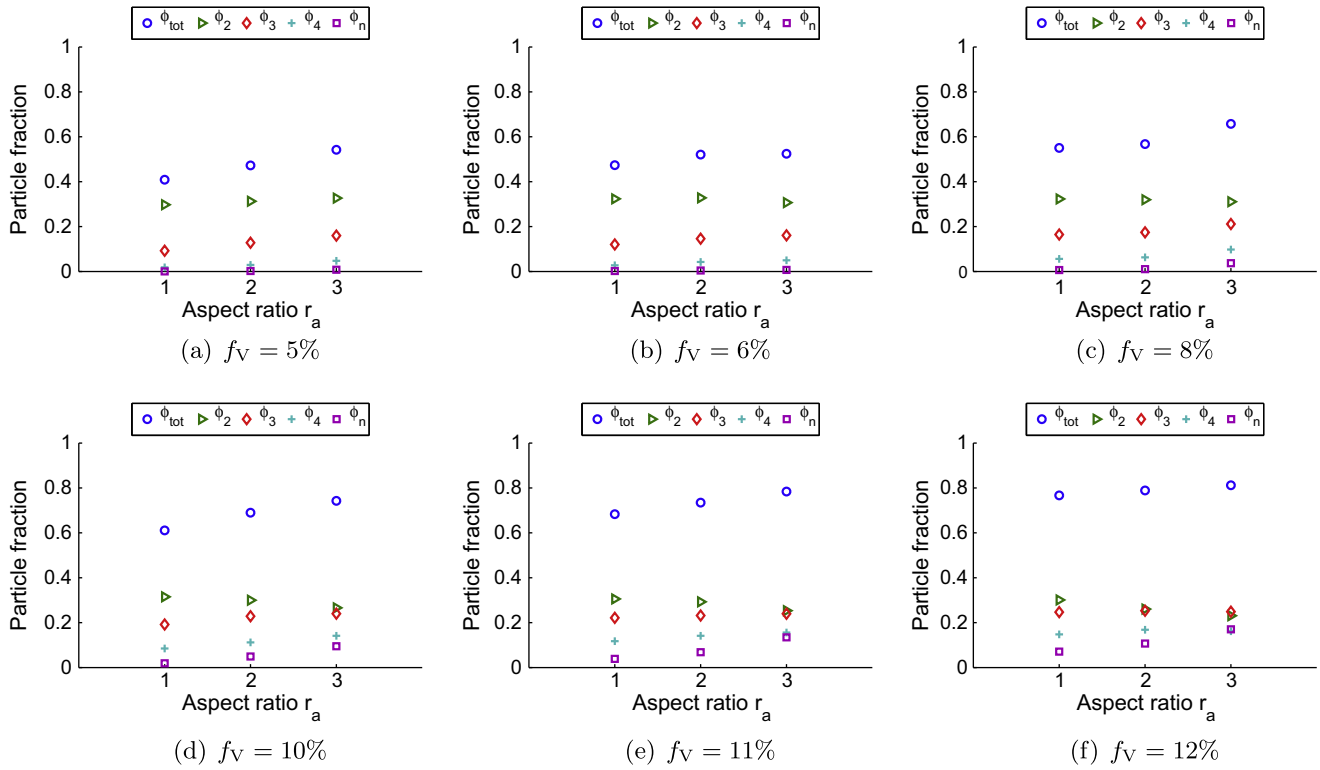 ϕtot ϕ2 ϕ3 ϕ4 ϕn
1
0.8
0.6
0.4
0.2
0
Particle fraction
1 2 3
Aspect ratio ra
(a) fV = 5%
ϕtot ϕ2 ϕ3 ϕ4 ϕn
1
0.8
0.6
0.4
0.2
0
Particle fraction
1 2 3
Aspect ratio ra
(b) fV = 6%
ϕtot ϕ2 ϕ3 ϕ4 ϕn
1
0.8
0.6
0.4
0.2
0
Particle fraction
1 2 3
Aspect ratio ra
(c) fV = 8%
ϕtot ϕ2 ϕ3 ϕ4 ϕn
1
0.8
0.6
0.4
0.2
0
Particle fraction
1 2 3
Aspect ratio ra
(d) fV = 10%
ϕtot ϕ2 ϕ3 ϕ4 ϕn
1
0.8
0.6
0.4
0.2
0
Particle fraction
1 2 3
Aspect ratio ra
(e) fV = 11%
ϕtot ϕ2 ϕ3 ϕ4 ϕn
1
0.8
0.6
0.4
0.2
0
Particle fraction
1 2 3
Aspect ratio ra
(f) fV = 12%